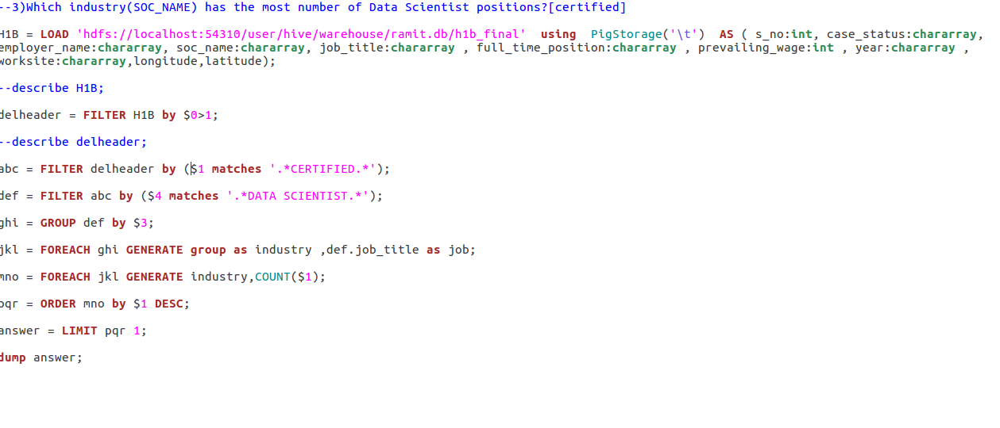 --3)Which industry(SOC_NAME) has the most number of Data Scientist positions?[certified]
H1B = LOAD 'hdfs://localhost:54310/user/hive/warehouse/ramit.db/h1b_final'  using  PigStorage('\t')  AS ( s_no:int, case_status:chararray,
employer_name:chararray, soc_name:chararray, job_title:chararray , full_time_position:chararray , prevailing_wage:int , year:chararray ,
worksite:chararray,longitude,latitude);
--describe H1B;
delheader = FILTER H1B by $0>1;
--describe delheader;
abc = FILTER delheader by ($1 matches '.*CERTIFIED.*');
def = FILTER abc by ($4 matches '.*DATA SCIENTIST.*');
ghi = GROUP def by $3;
jkl = FOREACH ghi GENERATE group as industry ,def.job_title as job;
mno = FOREACH jkl GENERATE industry,COUNT($1);
pqr = ORDER mno by $1 DESC;
answer = LIMIT pqr 1;
dump answer;